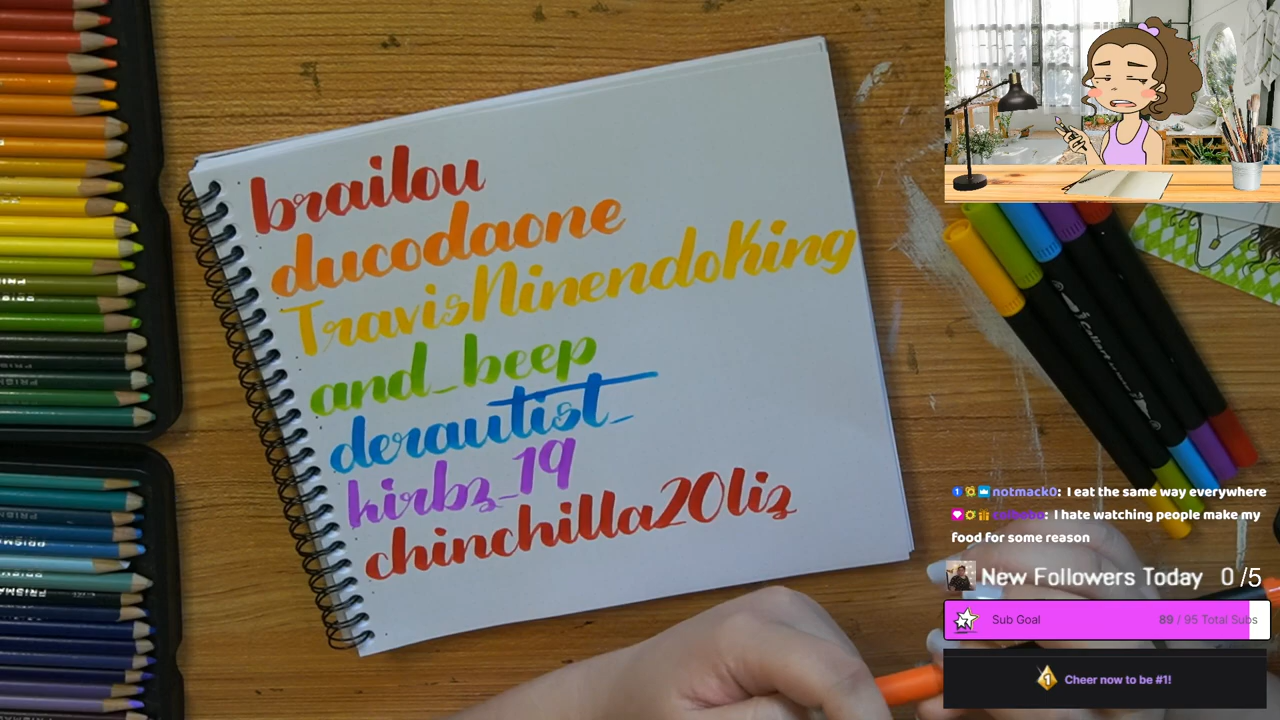 brailou
ducodaone
TravisNinendoKing
and_beep
derautist_
kirbz_19
chinchilla20liz
notmack0: I eat the same way everywhere
I hate watching people make my
food for some reason
New Followers Today 0 /5
Sub Goal 89 / 95 Total Subs
Cheer now to be #1!